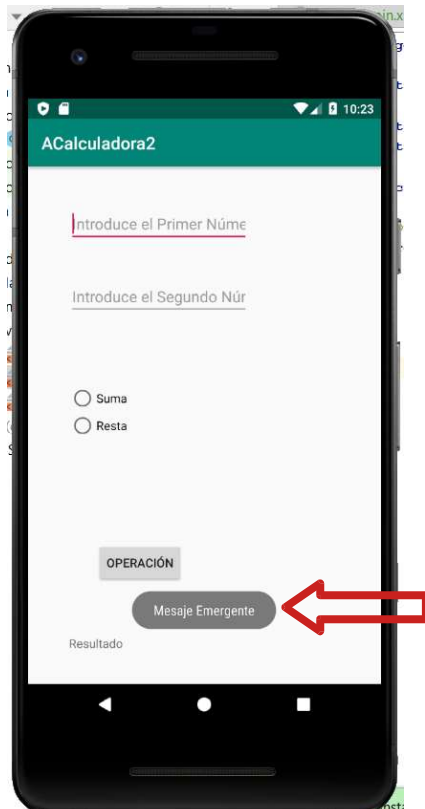 10:23
ACalculadora2
Introduce el Primer Núme
Introduce el Segundo Núr
Suma
Resta
OPERACIÓN
Mesaje Emergente
Resultado